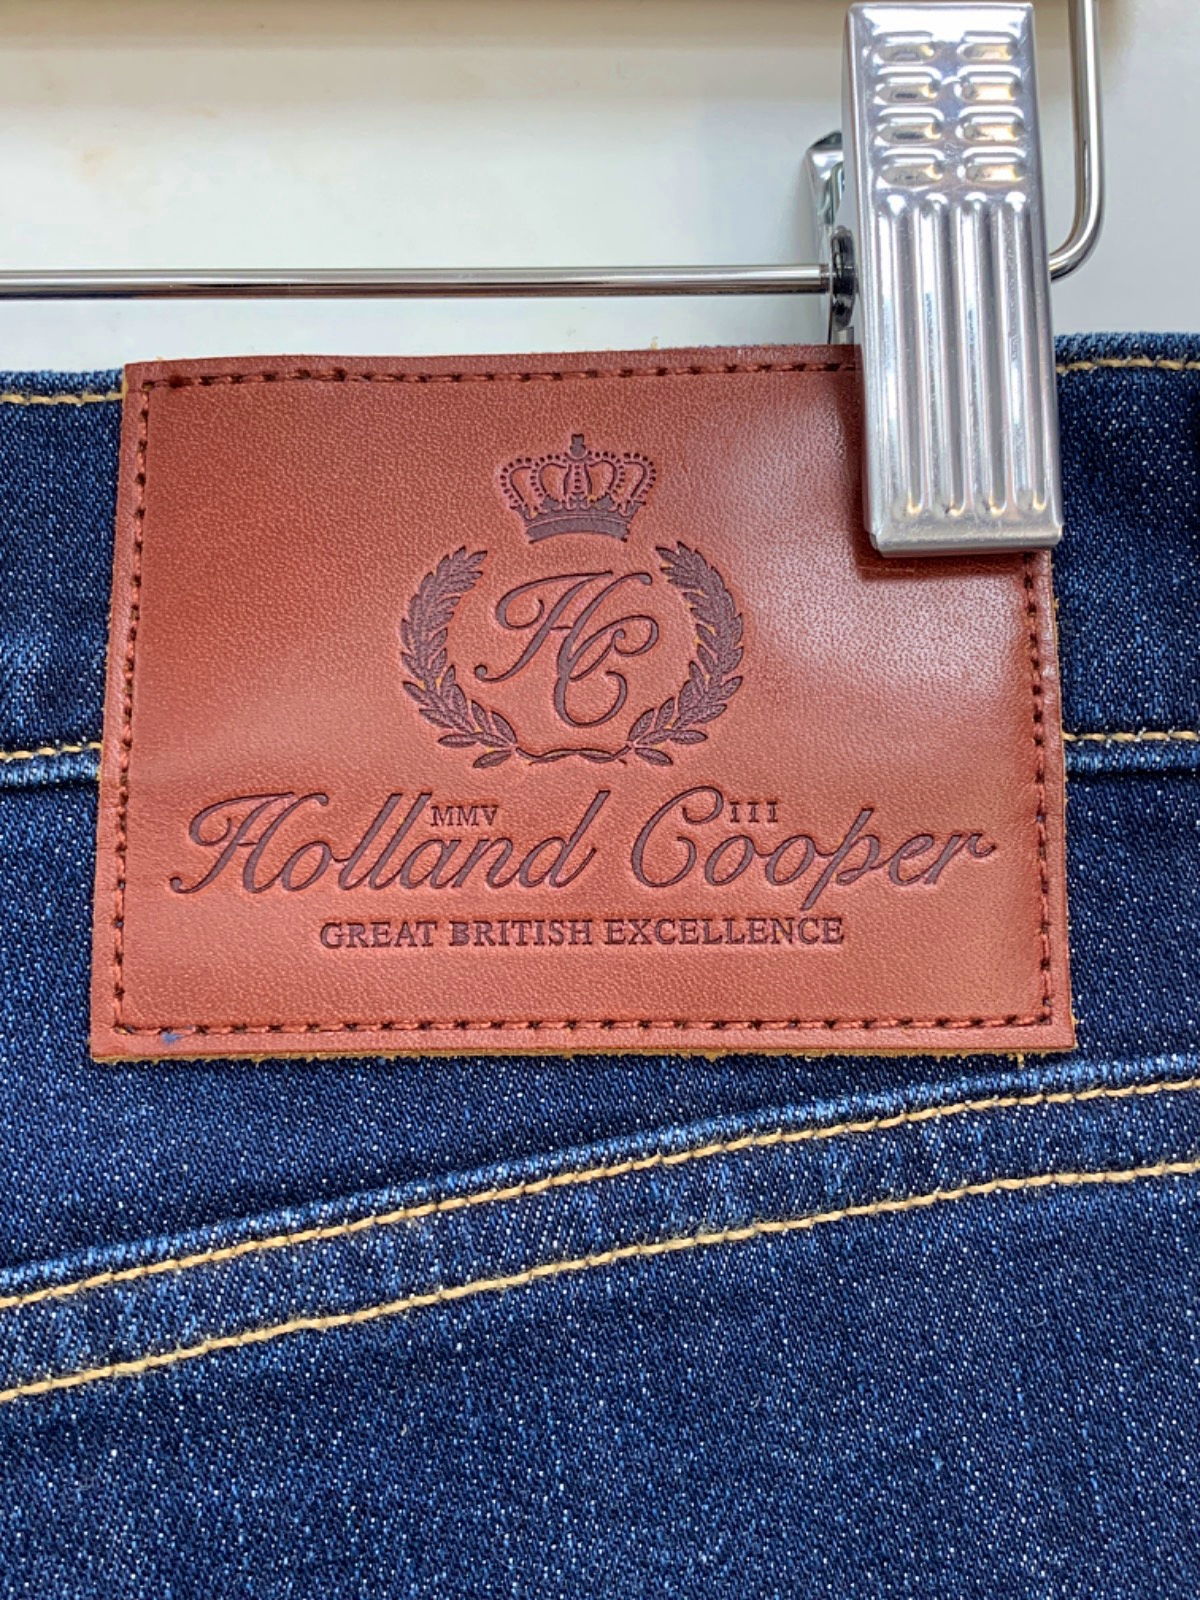 HC
MMV III
Holland Cooper
GREAT BRITISH EXCELLENCE